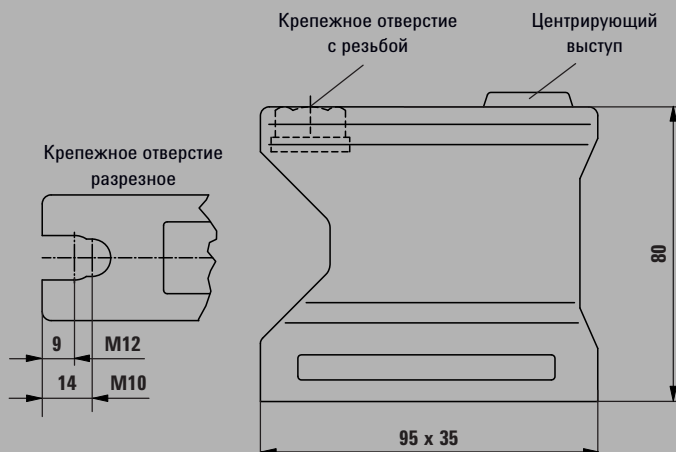 Крепежное отверстие
с резьбой
Центрирующий
выступ
Крепежное отверстие
разрезное
80
9 M12
14 M10
95 x 35